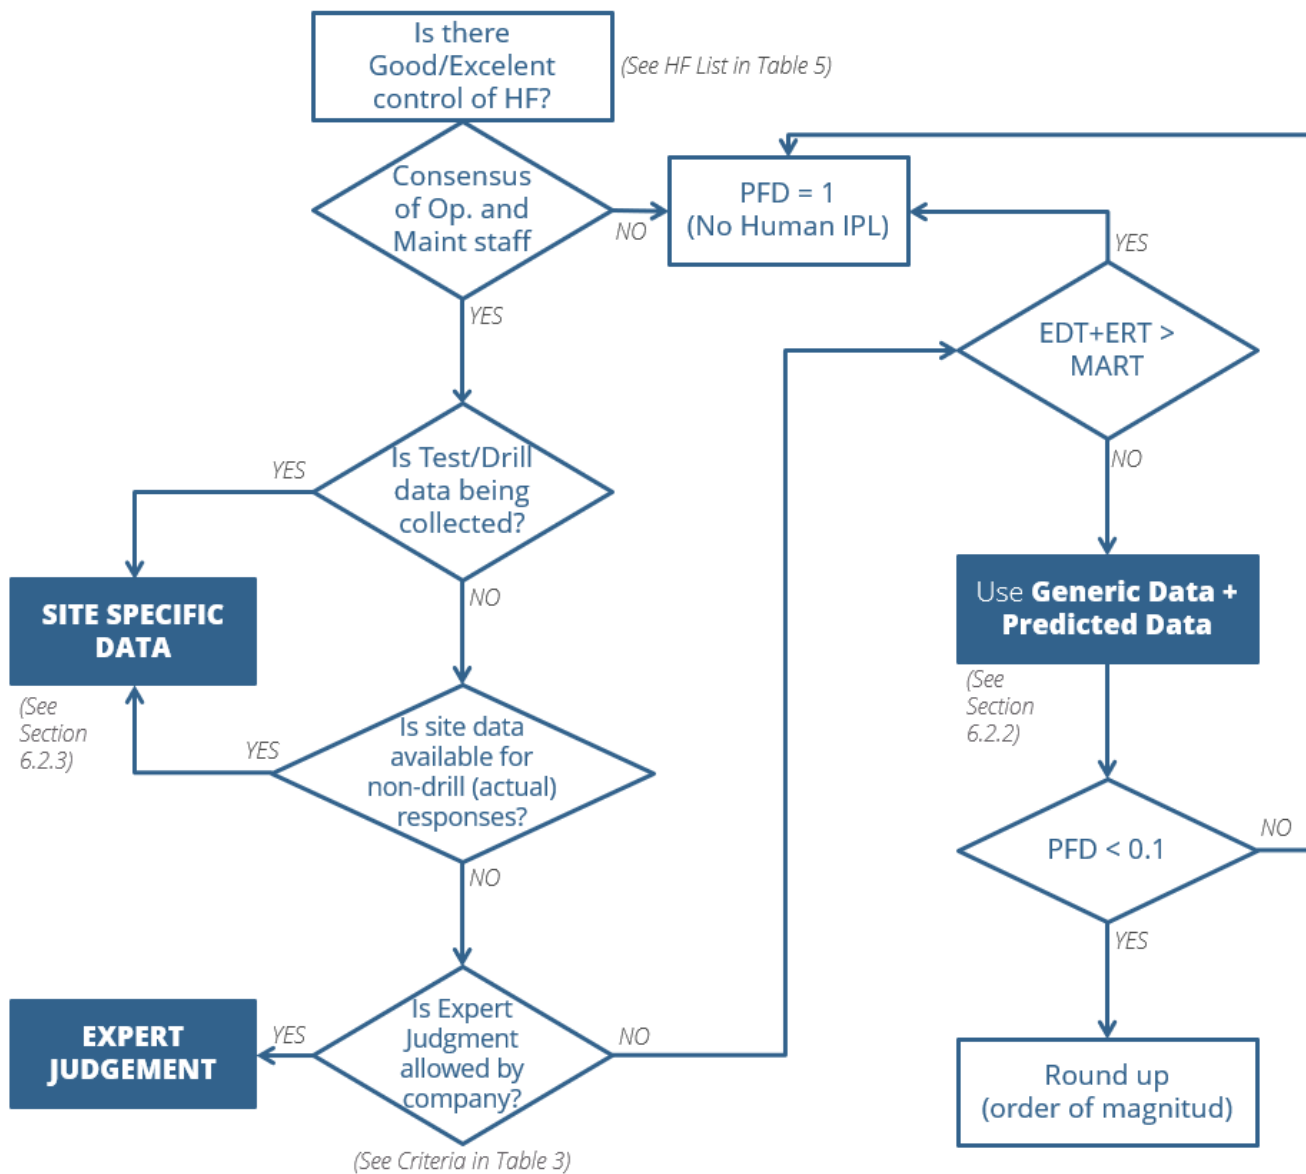 Is there
Good/Excelent
control of HF?
(See HF List in Table 5)
Consensus
of Op. and
Maint staff
NO
PFD = 1
(No Human IPL)
YES
YES
EDT+ERT >
MART
NO
Is Test/Drill
data being
collected?
YES
NO
SITE SPECIFIC
DATA
(See
Section
6.2.3)
Is site data
available for
non-drill (actual)
responses?
YES
NO
Use Generic Data +
Predicted Data
(See
Section
6.2.2)
PFD < 0.1
NO
YES
Is Expert
Judgment
allowed by
company?
YES
NO
EXPERT
JUDGEMENT
(See Criteria in Table 3)
Round up
(order of magnitud)